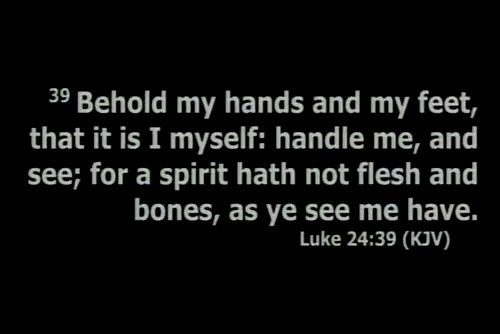 39 Behold my hands and my feet,
that it is I myself: handle me, and
see; for a spirit hath not flesh and
bones, as ye see me have.
Luke 24:39 (KJV)